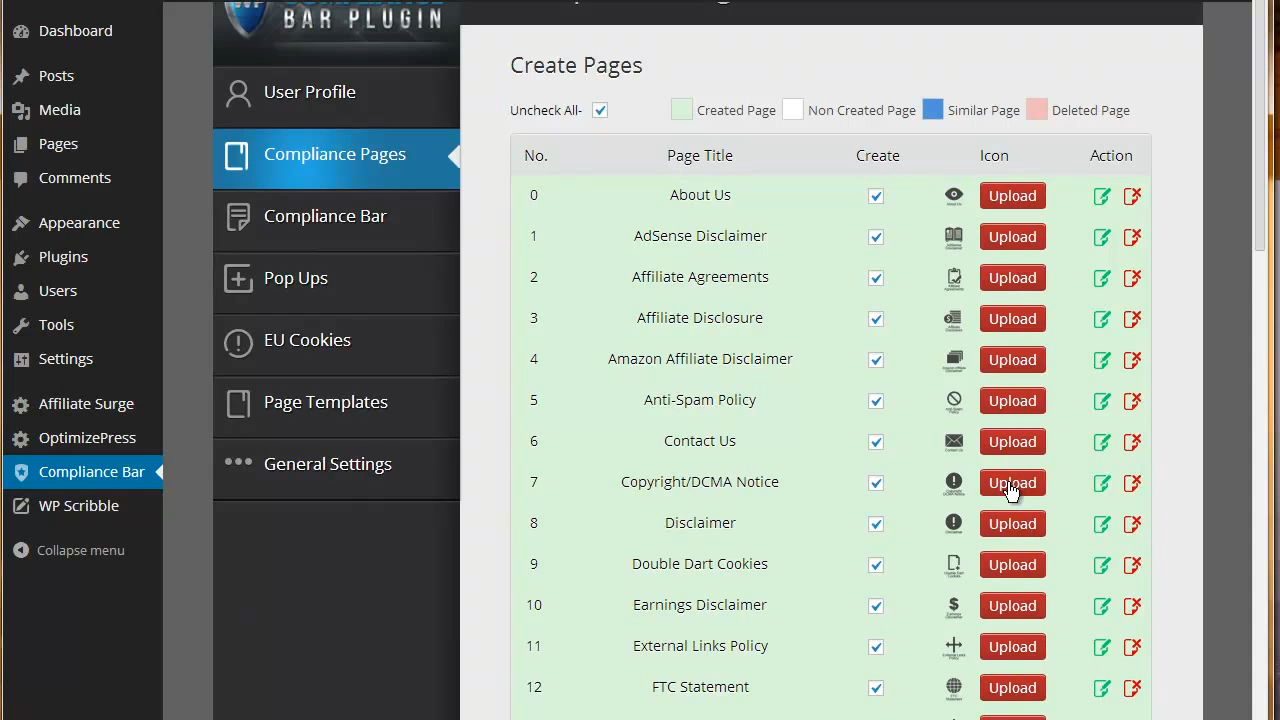 Dashboard
Posts
Media
Pages
Comments
Appearance
Plugins
Users
Tools
Settings
Affiliate Surge
OptimizePress
Compliance Bar
WP Scribble
Collapse menu
WP
BAR PLUGIN
User Profile
Compliance Pages
Compliance Bar
Pop Ups
EU Cookies
Page Templates
General Settings
Create Pages
Uncheck All- Created Page Non Created Page Similar Page Deleted Page
No. Page Title Create Icon Action
0 About Us Upload
1 AdSense Disclaimer Upload
2 Affiliate Agreements Upload
3 Affiliate Disclosure Upload
4 Amazon Affiliate Disclaimer Upload
5 Anti-Spam Policy Upload
6 Contact Us Upload
7 Copyright/DCMA Notice Upload
8 Disclaimer Upload
9 Double Dart Cookies Upload
10 Earnings Disclaimer Upload
11 External Links Policy Upload
12 FTC Statement Upload